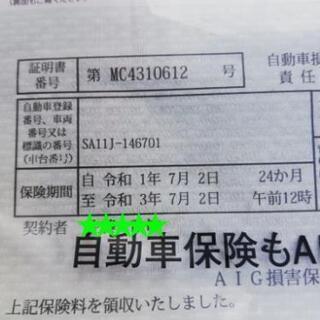 証明書
番号
第 MC4310612 号
自動車損
責任
自動車登録
番号、車両
番号又は
標識の番号
(車台番号)
SA11J-146701
保険期間
自 令和 1年 7月 2日 24か月
至 令和 3年 7月 2日 午前12時
契約者
自動車保険もA
AIG損害保
上記保険料を領収いたしました。